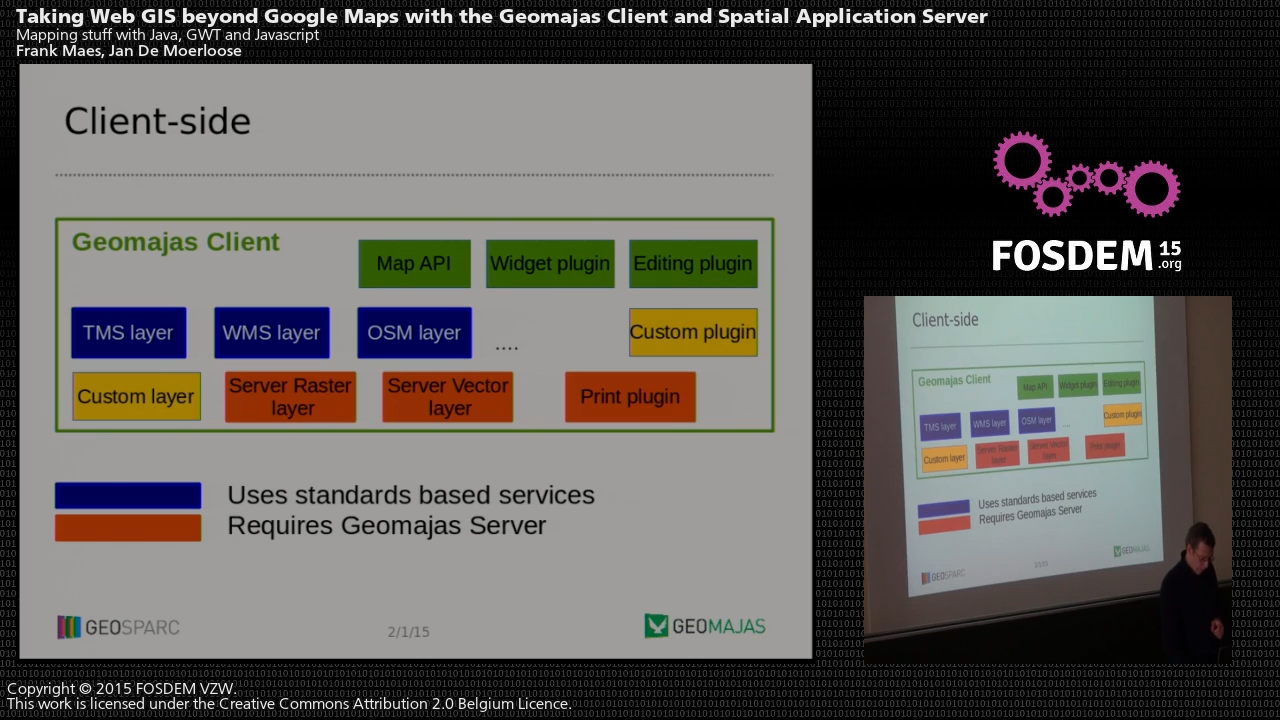 Taking Web GIS beyond Google Maps with the Geomajas Client and Spatial Application Server
Mapping stuff with Java, GWT and Javascript
Frank Maes, Jan De Moerloose
Client-side
Geomajas Client
Map API
Widget plugin
Editing plugin
TMS layer
WMS layer
OSM layer
....
Custom plugin
Custom layer
Server Raster
layer
Server Vector
layer
Print plugin
Uses standards based services
Requires Geomajas Server
GEOSPARC
2/1/15
GEOMAJAS
FOSDEM 15
.org
Client-side
Geomajas Client
Map API
Widget plugin
Editing plugin
TMS layer
WMS layer
OSM layer
....
Custom plugin
Custom layer
Server Raster
layer
Server Vector
layer
Print plugin
Uses standards based services
Requires Geomajas Server
GEOSPARC
GEOMAJAS
Copyright © 2015 FOSDEM VZW.
This work is licensed under the Creative Commons Attribution 2.0 Belgium Licence.